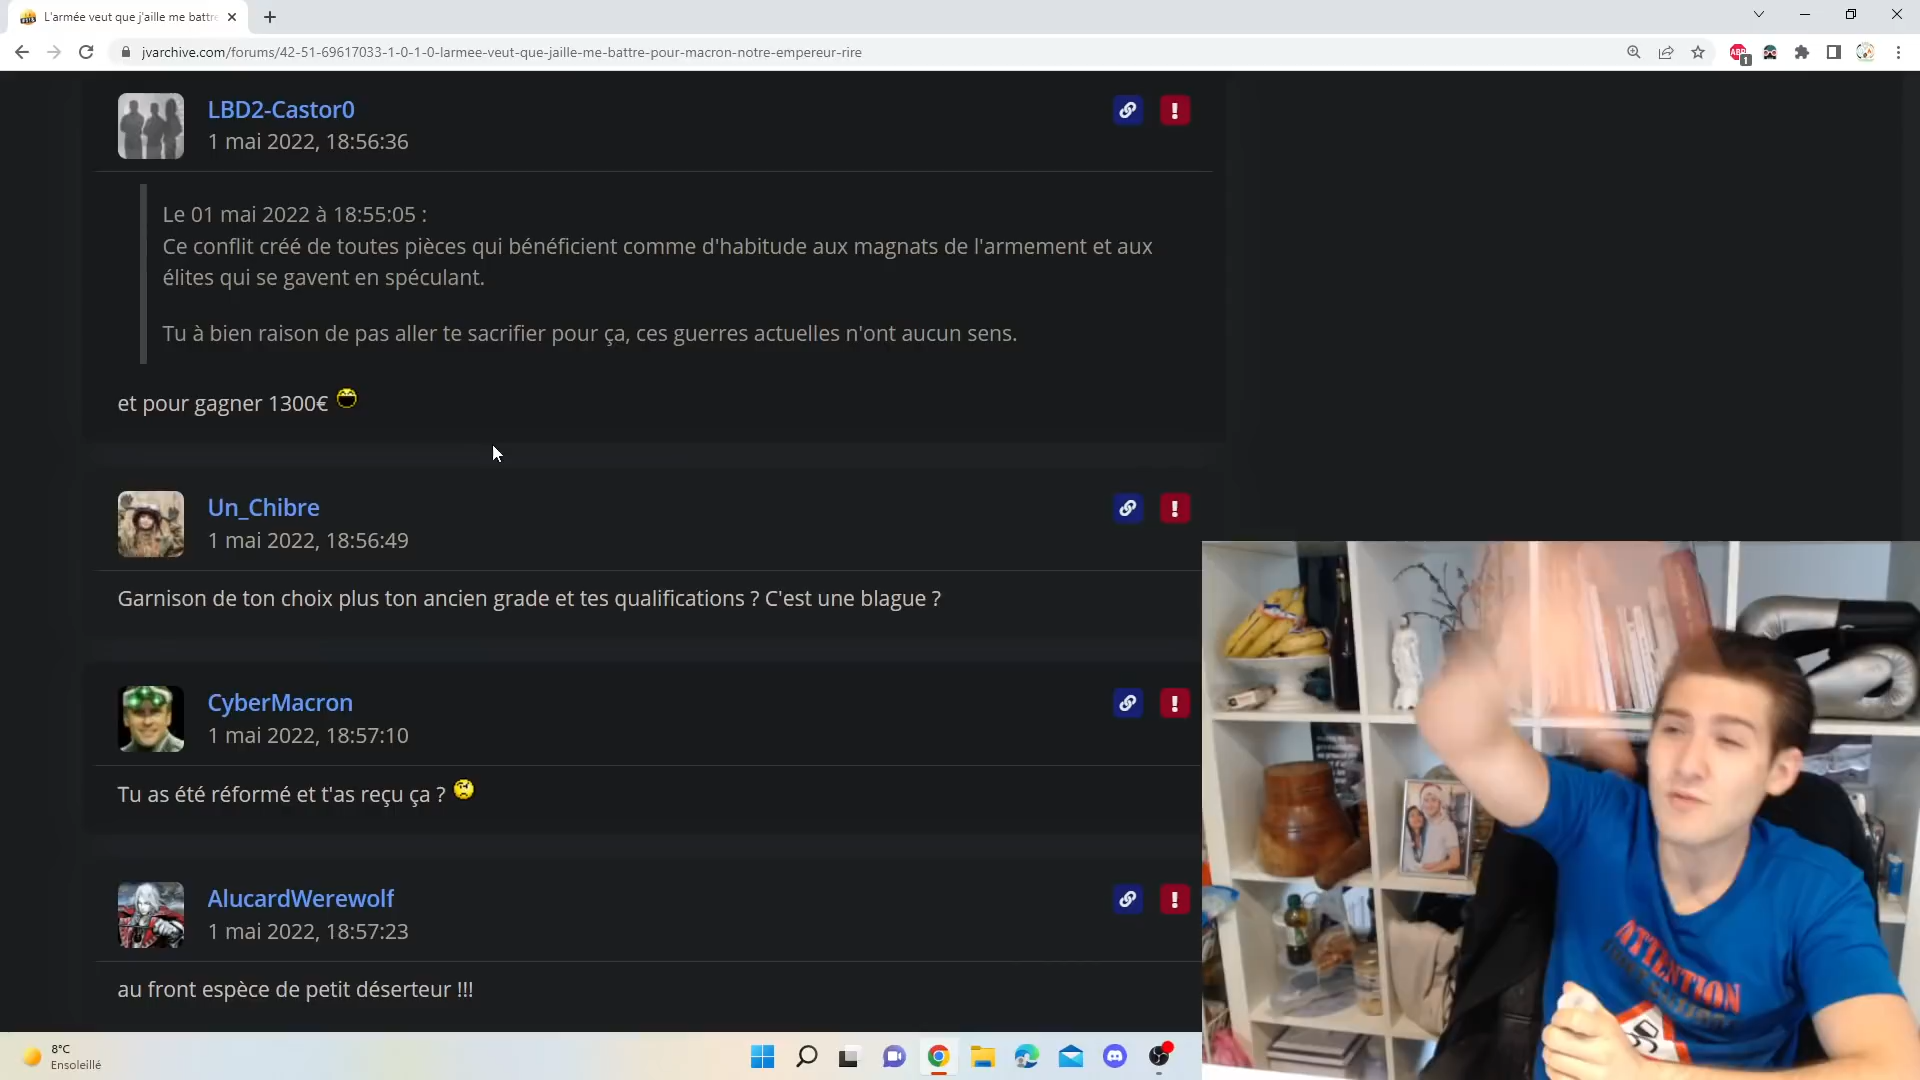 L'armée veut que j'aille me battre
jvarchive.com/forums/42-51-69617033-1-0-1-0-larmee-veut-que-jaille-me-battre-pour-macron-notre-empereur-rire
ABP
1
LBD2-Castor0
1 mai 2022, 18:56:36
Le 01 mai 2022 à 18:55:05 :
Ce conflit créé de toutes pièces qui bénéficient comme d'habitude aux magnats de l'armement et aux
élites qui se gavent en spéculant.
Tu à bien raison de pas aller te sacrifier pour ça, ces guerres actuelles n'ont aucun sens.
et pour gagner 1300€
Un_Chibre
1 mai 2022, 18:56:49
Garnison de ton choix plus ton ancien grade et tes qualifications ? C'est une blague ?
CyberMacron
1 mai 2022, 18:57:10
Tu as été réformé et t'as reçu ça ?
AlucardWerewolf
1 mai 2022, 18:57:23
au front espèce de petit déserteur !!!
ATTENTION
8°C
Ensoleillé